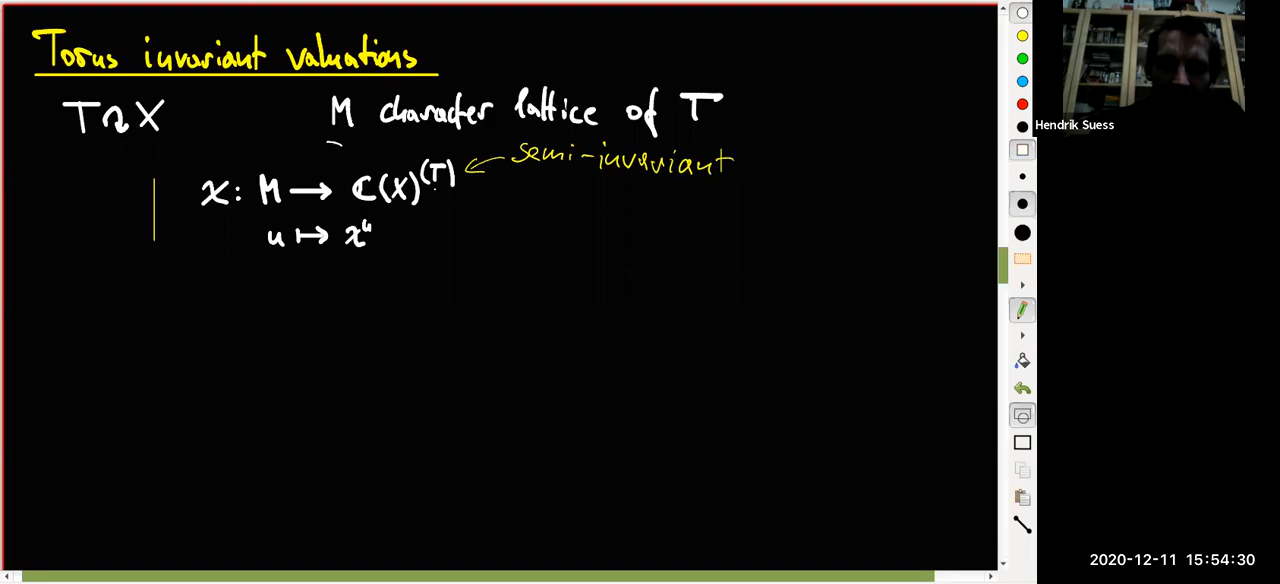 Torus invariant valuations
T ↷ X M character lattice of T
χ: M → ℂ(X)^(T) ← semi-invariant
u ↦ χ^u
Hendrik Suess
2020-12-11 15:54:30